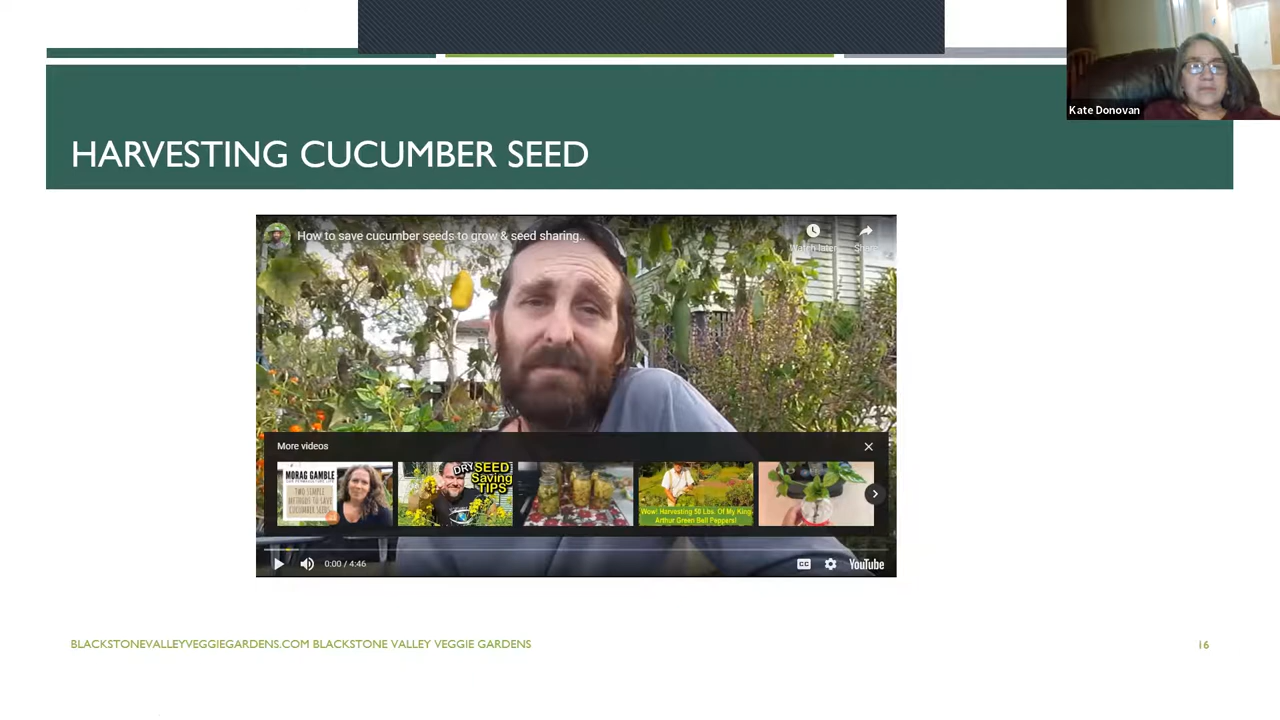 Kate Donovan
HARVESTING CUCUMBER SEED
How to save cucumber seeds to grow & seed sharing..
Watch later
Share
More videos
MORAG GAMBLE
TWO SIMPLE
METHODS TO SAVE
CUCUMBER SEEDS
DRY SEED
Saving
TIPS
Wow! Harvesting 50 Lbs. Of My King
Arthur Green Bell Peppers!
0:00 / 4:46
CC
YouTube
BLACKSTONEVALLEYVEGGIEGARDENS.COM BLACKSTONE VALLEY VEGGIE GARDENS
16